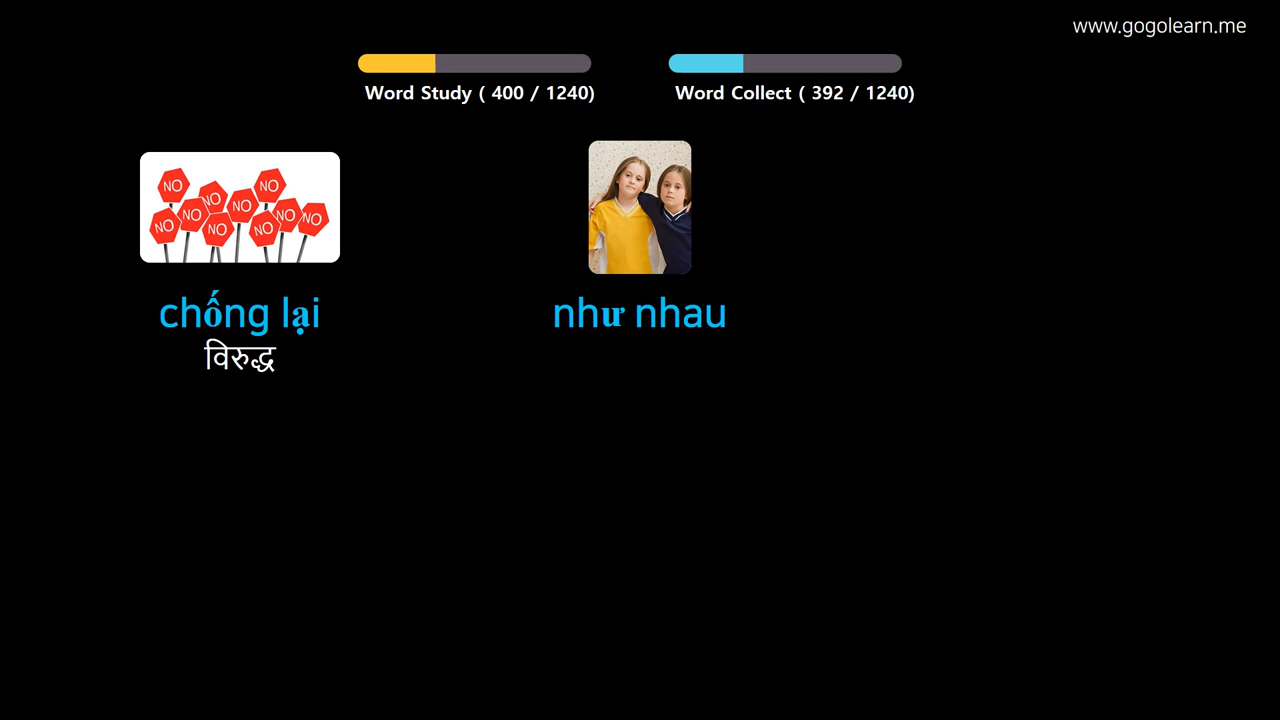 www.gogolearn.me
Word Study ( 400 / 1240)
Word Collect ( 392 / 1240)
NO
NO
NO
NO
NO
NO
NO
NO
NO
NO
chống lại
विरुद्ध
như nhau